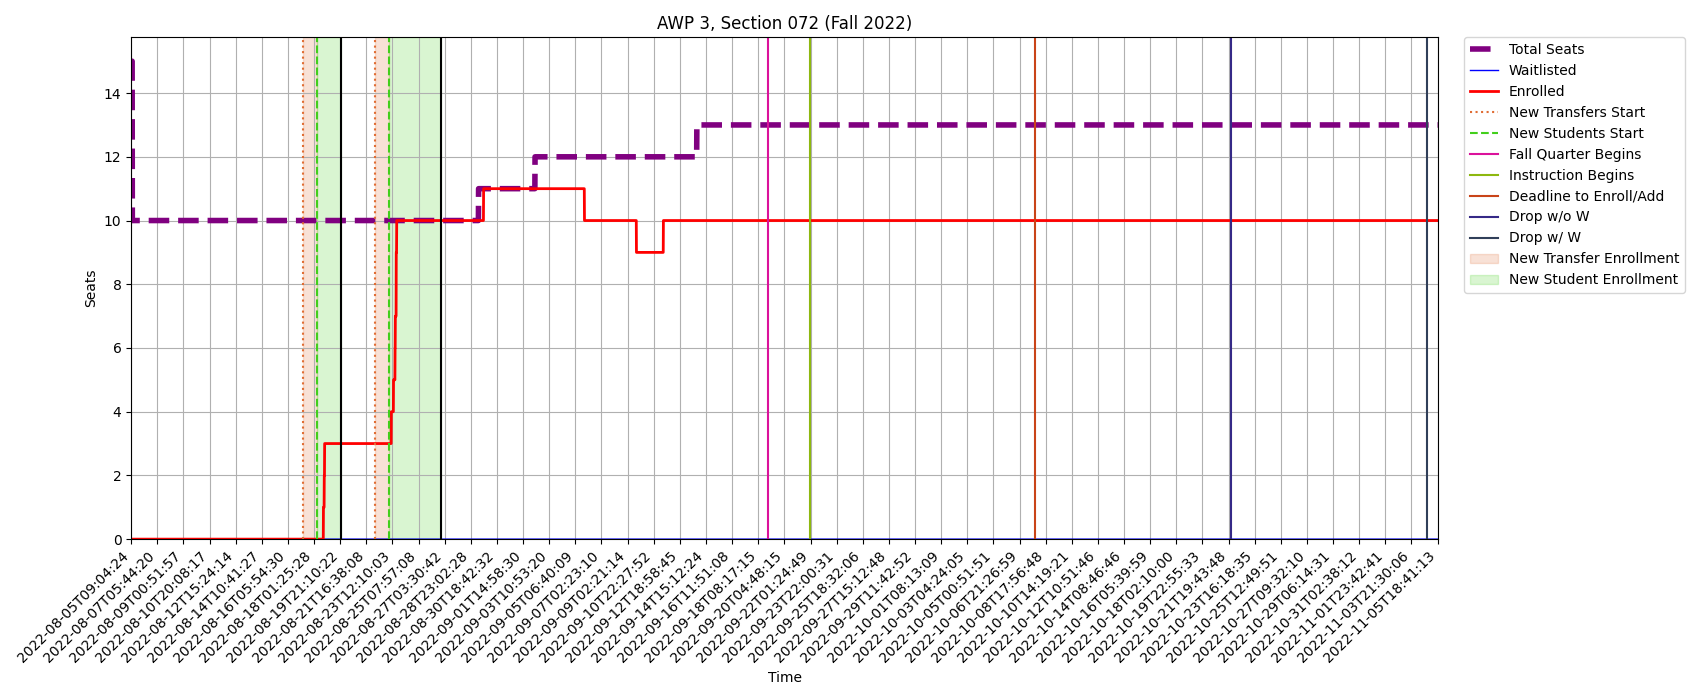 AWP 3, Section 072 (Fall 2022)
Total Seats
Waitlisted
Enrolled
New Transfers Start
New Students Start
Fall Quarter Begins
Instruction Begins
Deadline to Enroll/Add
Drop w/o W
Drop w/ W
New Transfer Enrollment
New Student Enrollment
Seats
14
12
10
8
6
4
2
0
2022-08-05T09:04:24
2022-08-07T05:44:20
2022-08-09T00:51:57
2022-08-10T20:08:17
2022-08-12T15:24:14
2022-08-14T10:41:27
2022-08-16T05:54:30
2022-08-18T01:25:28
2022-08-19T21:10:22
2022-08-21T16:38:08
2022-08-23T12:10:03
2022-08-25T07:57:08
2022-08-27T03:30:42
2022-08-28T23:02:28
2022-08-30T18:42:32
2022-09-01T14:58:30
2022-09-03T10:53:20
2022-09-05T06:40:09
2022-09-07T02:23:10
2022-09-09T02:21:14
2022-09-10T22:27:52
2022-09-12T18:58:45
2022-09-14T15:12:24
2022-09-16T11:51:08
2022-09-18T08:17:15
2022-09-20T04:48:15
2022-09-22T01:24:49
2022-09-23T22:00:31
2022-09-25T18:32:06
2022-09-27T15:12:48
2022-09-29T11:42:52
2022-10-01T08:13:09
2022-10-03T04:24:05
2022-10-05T00:51:51
2022-10-06T21:26:59
2022-10-08T17:56:48
2022-10-10T14:19:21
2022-10-12T10:51:46
2022-10-14T08:46:46
2022-10-16T05:39:59
2022-10-18T02:10:00
2022-10-19T22:55:33
2022-10-21T19:43:48
2022-10-23T16:18:35
2022-10-25T12:49:51
2022-10-27T09:32:10
2022-10-29T06:14:31
2022-10-31T02:38:12
2022-11-01T23:42:41
2022-11-03T21:30:06
2022-11-05T18:41:13
Time